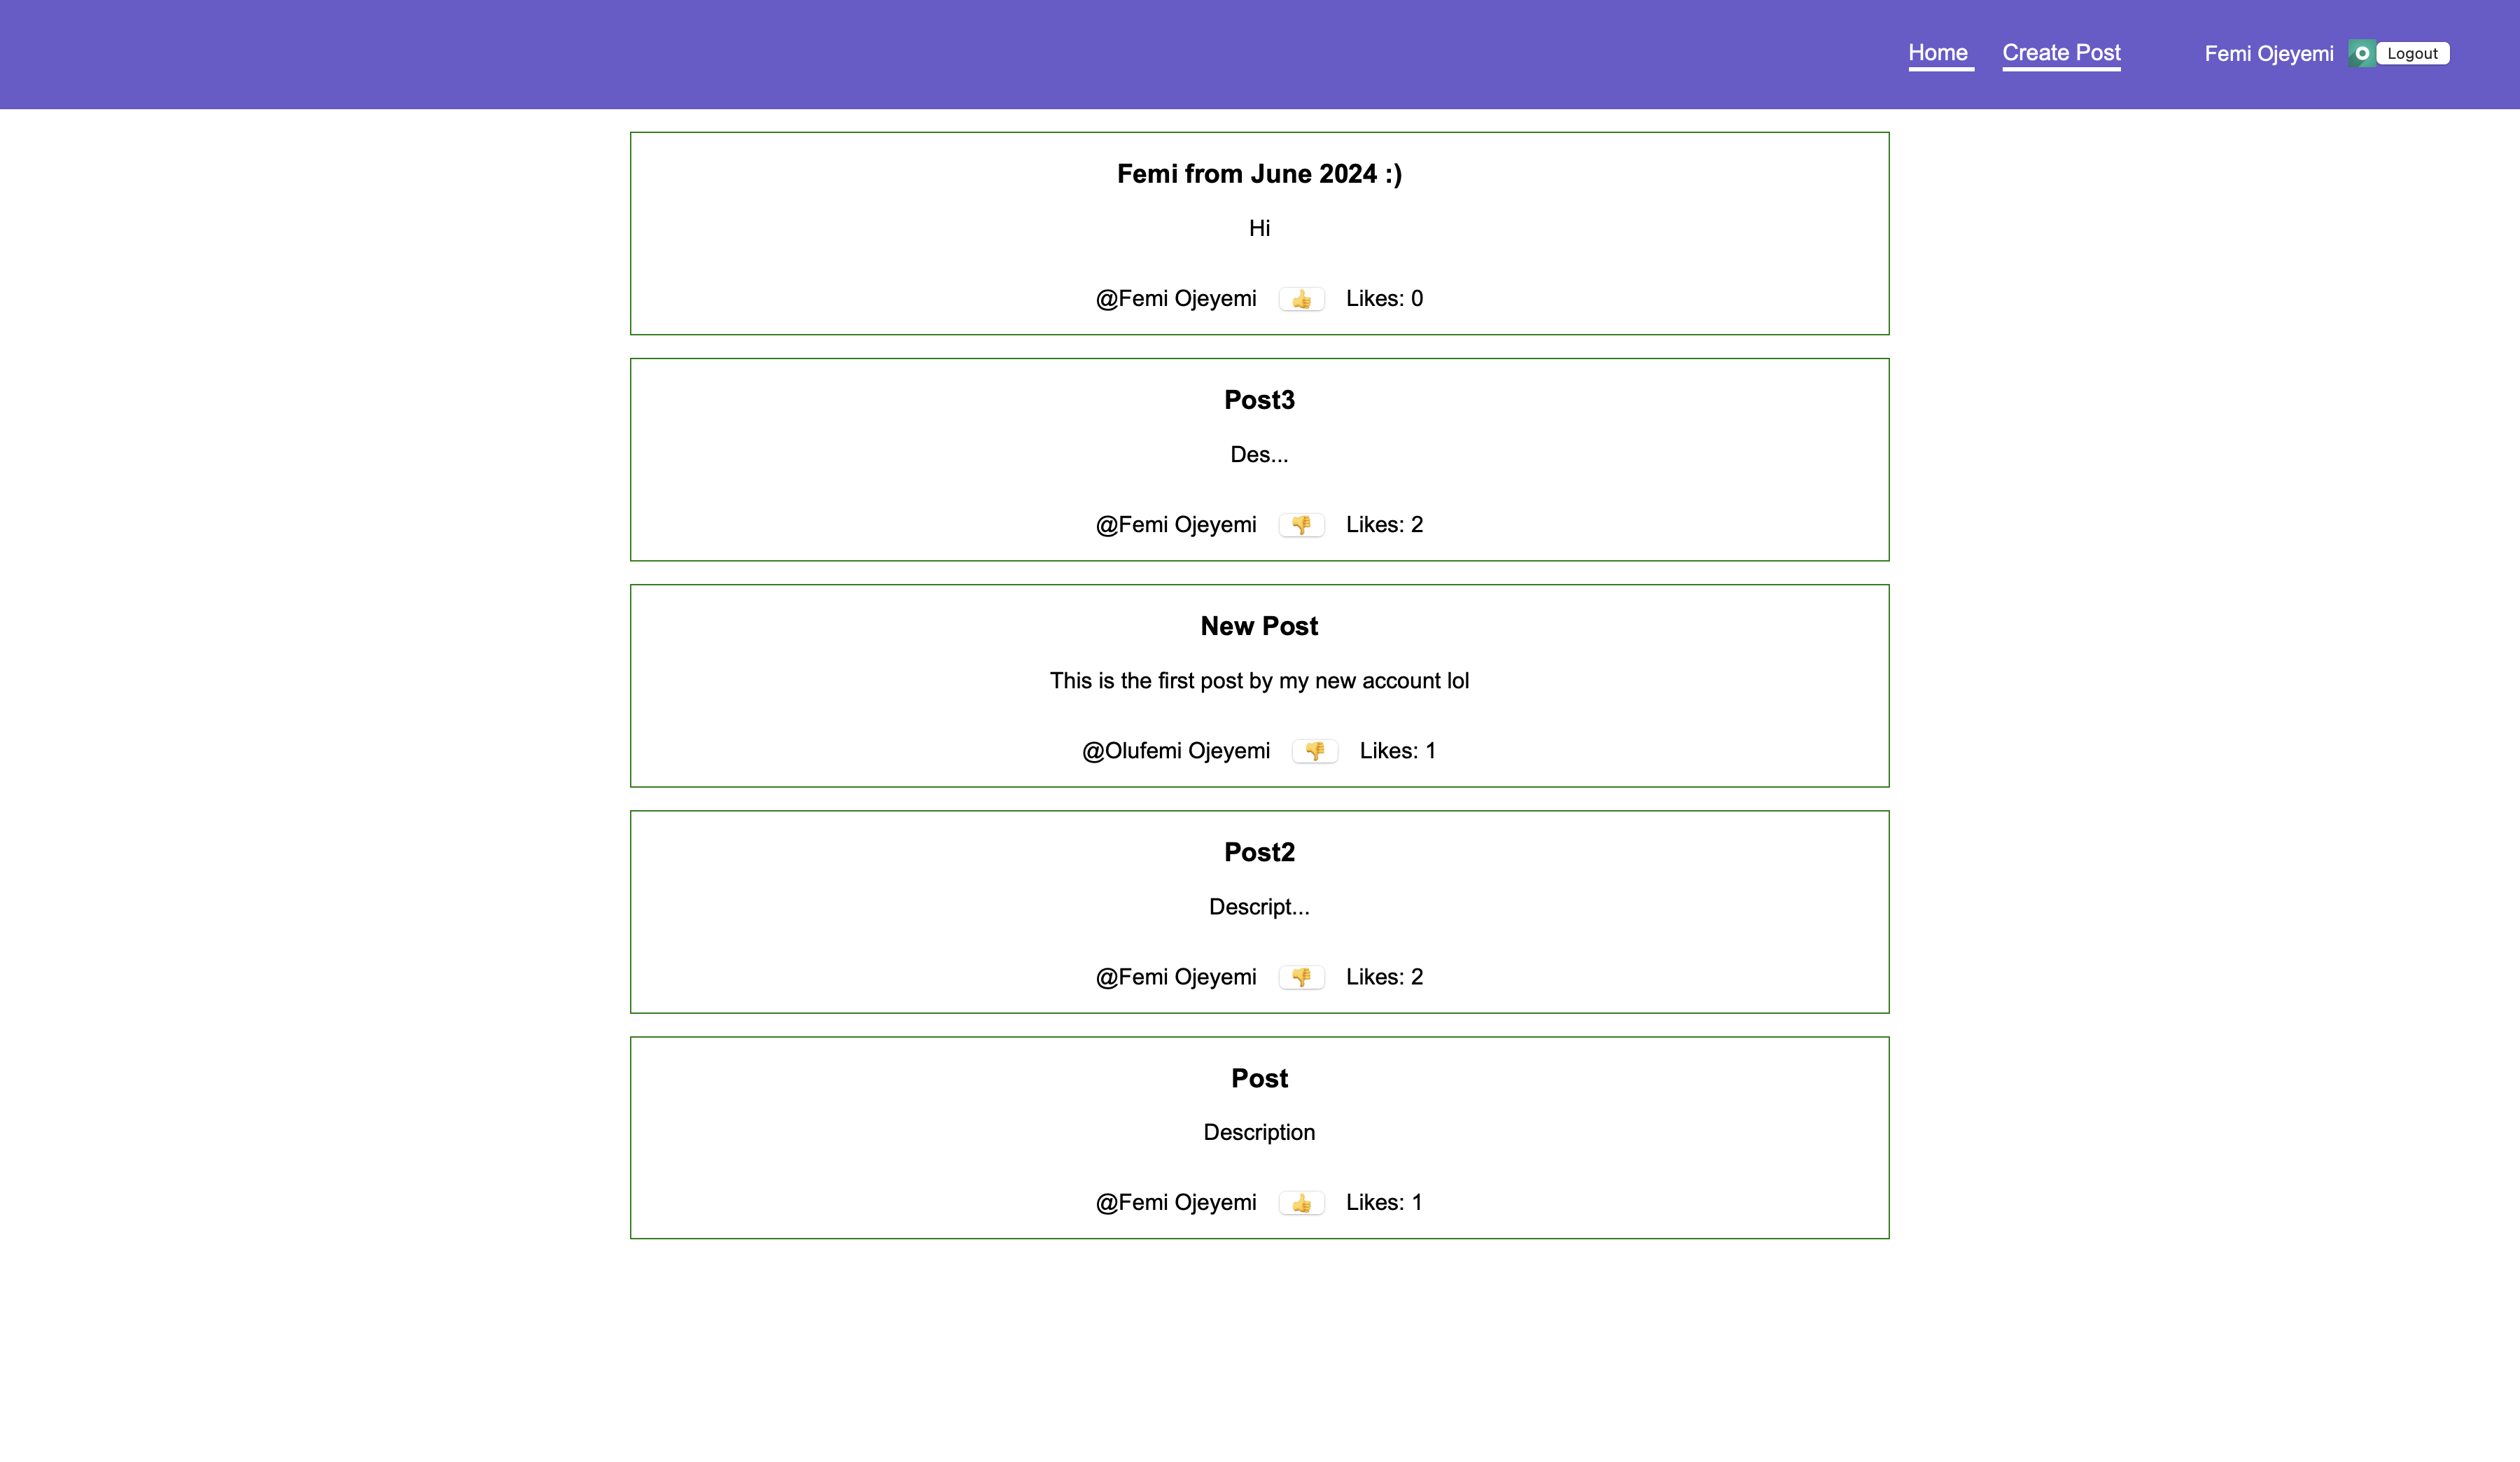 Home Create Post Femi Ojeyemi Logout
Femi from June 2024 :)
Hi
@Femi Ojeyemi 👍 Likes: 0
Post3
Des...
@Femi Ojeyemi 👎 Likes: 2
New Post
This is the first post by my new account lol
@Olufemi Ojeyemi 👎 Likes: 1
Post2
Descript...
@Femi Ojeyemi 👎 Likes: 2
Post
Description
@Femi Ojeyemi 👍 Likes: 1